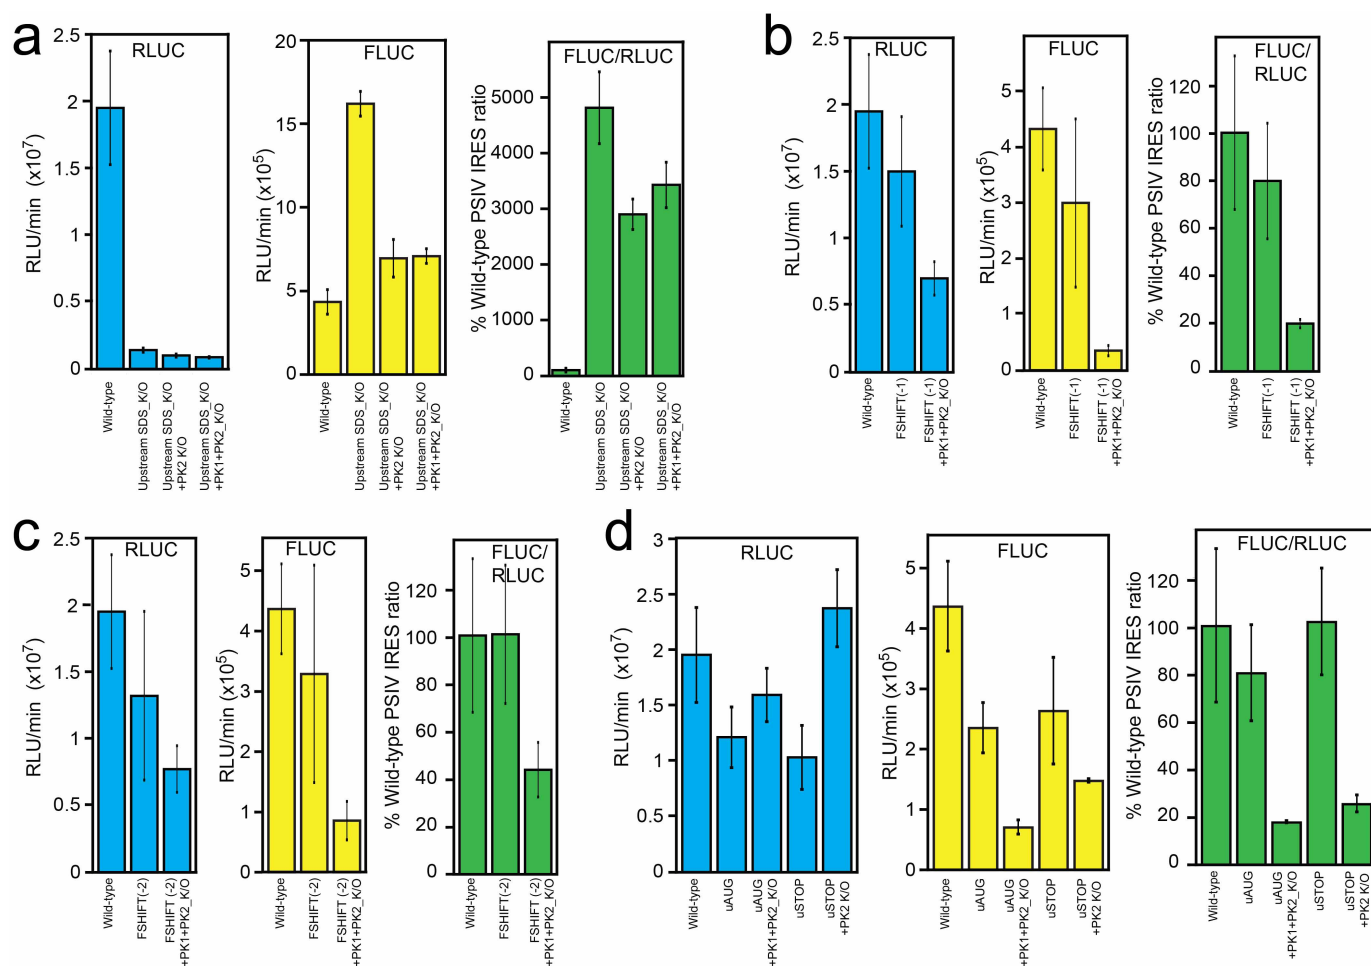 a
RLUC
RLU/min (x10⁷)
2.5
2
1.5
1
0.5
0
Wild-type
Upstream SDS_K/O
Upstream SDS_K/O
+PK2 K/O
Upstream SDS_K/O
+PK1+PK2_K/O
FLUC
RLU/min (x10⁵)
20
15
10
5
0
Wild-type
Upstream SDS_K/O
Upstream SDS_K/O
+PK2 K/O
Upstream SDS_K/O
+PK1+PK2_K/O
FLUC/RLUC
% Wild-type PSIV IRES ratio
5000
4000
3000
2000
1000
0
Wild-type
Upstream SDS_K/O
Upstream SDS_K/O
+PK2 K/O
Upstream SDS_K/O
+PK1+PK2_K/O
b
RLUC
RLU/min (x10⁷)
2.5
2
1.5
1
0.5
0
Wild-type
FSHIFT(-1)
FSHIFT (-1)
+PK1+PK2_K/O
FLUC
RLU/min (x10⁵)
5
4
3
2
1
0
Wild-type
FSHIFT(-1)
FSHIFT (-1)
+PK1+PK2_K/O
FLUC/
RLUC
% Wild-type PSIV IRES ratio
120
100
80
60
40
20
0
Wild-type
FSHIFT(-1)
FSHIFT (-1)
+PK1+PK2_K/O
c
RLUC
RLU/min (x10⁷)
2.5
2
1.5
1
0.5
0
Wild-type
FSHIFT(-2)
FSHIFT (-2)
+PK1+PK2_K/O
FLUC
RLU/min (x10⁵)
5
4
3
2
1
0
Wild-type
FSHIFT(-2)
FSHIFT (-2)
+PK1+PK2_K/O
FLUC/
RLUC
% Wild-type PSIV IRES ratio
120
100
80
60
40
20
0
Wild-type
FSHIFT(-2)
FSHIFT (-2)
+PK1+PK2_K/O
d
RLUC
RLU/min (x10⁷)
3
2.5
2
1.5
1
0.5
0
Wild-type
uAUG
uAUG
+PK1+PK2_K/O
uSTOP
uSTOP
+PK2 K/O
FLUC
RLU/min (x10⁵)
5
4
3
2
1
0
Wild-type
uAUG
uAUG
+PK1+PK2_K/O
uSTOP
uSTOP
+PK2 K/O
FLUC/RLUC
% Wild-type PSIV IRES ratio
120
100
80
60
40
20
0
Wild-type
uAUG
uAUG
+PK1+PK2_K/O
uSTOP
uSTOP
+PK2 K/O